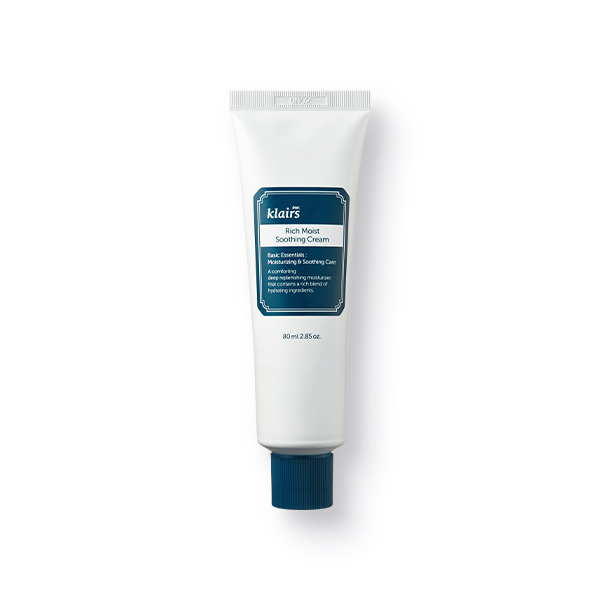 dear,
klairs
Rich Moist
Soothing Cream
Basic Essentials :
Moisturizing & Soothing Care
A comforting
deep replenishing moisturizer
that contains a rich blend of
hydrating ingredients.
80 ml 2.85 oz.